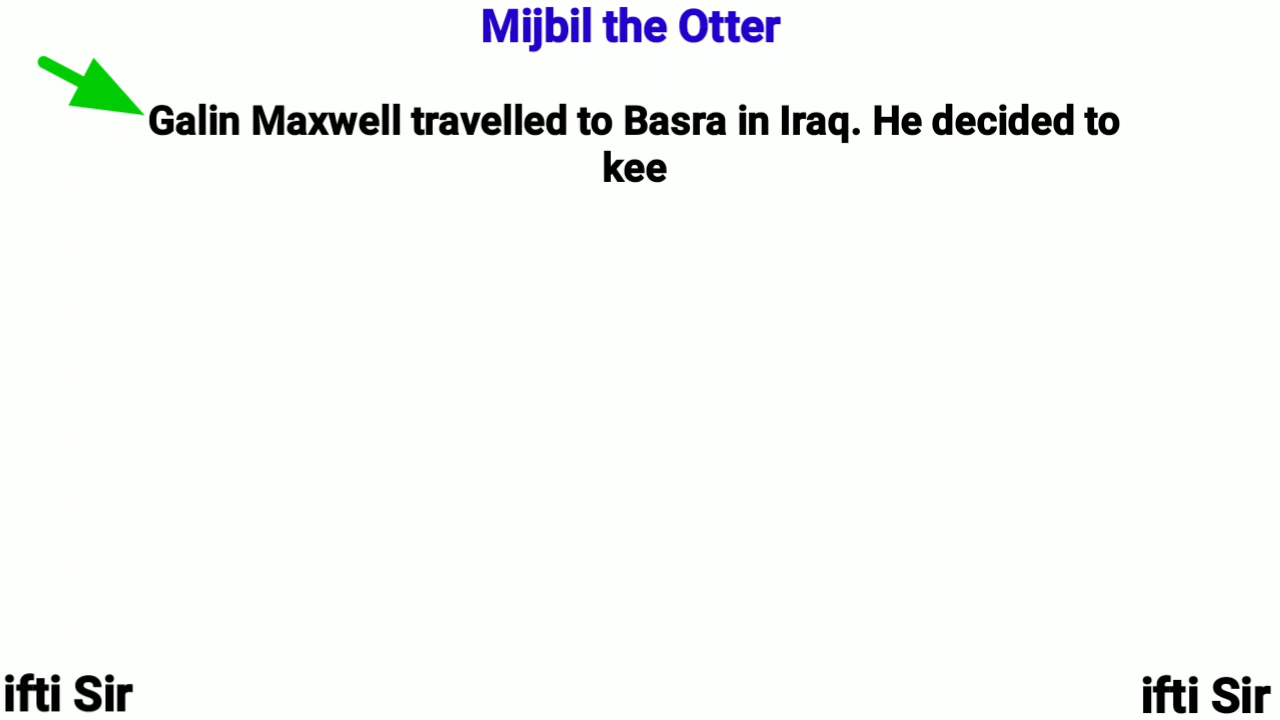 Mijbil the Otter
Galin Maxwell travelled to Basra in Iraq. He decided to
kee
ifti Sir
ifti Sir